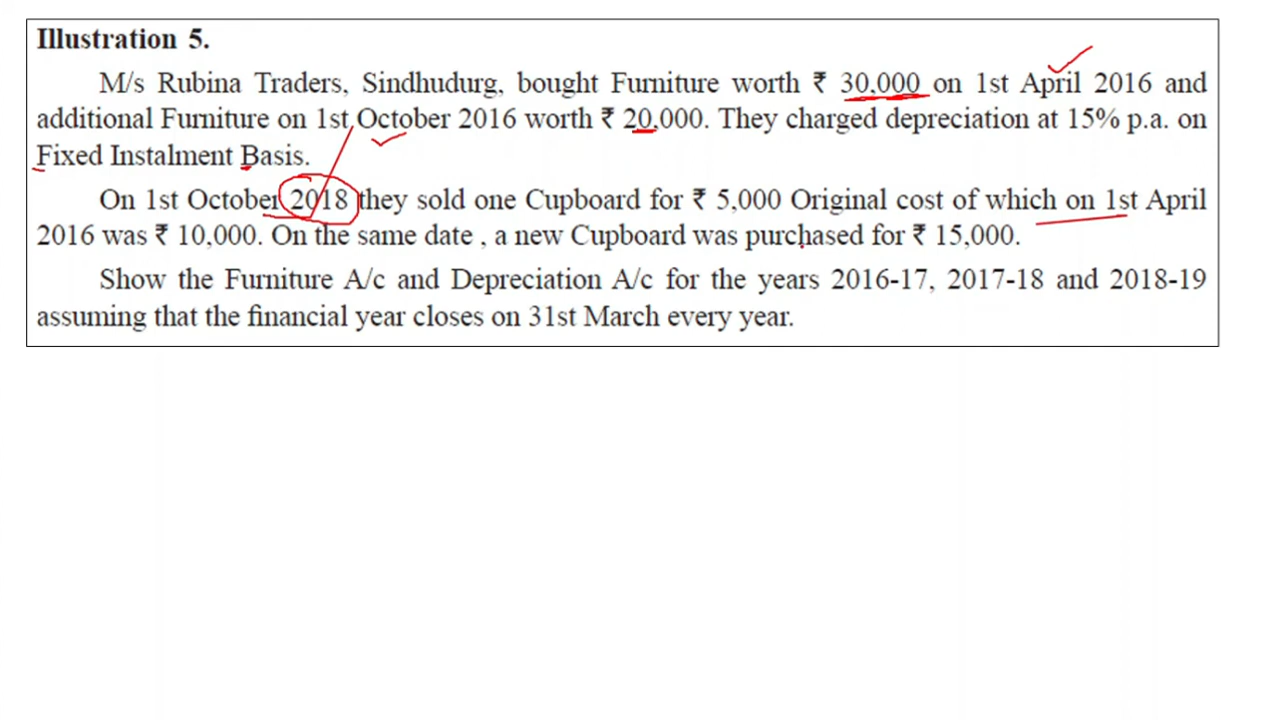 Illustration 5.
M/s Rubina Traders, Sindhudurg, bought Furniture worth ₹ 30,000 on 1st April 2016 and
additional Furniture on 1st October 2016 worth ₹ 20,000. They charged depreciation at 15% p.a. on
Fixed Instalment Basis.
On 1st October 2018 they sold one Cupboard for ₹ 5,000 Original cost of which on 1st April
2016 was ₹ 10,000. On the same date , a new Cupboard was purchased for ₹ 15,000.
Show the Furniture A/c and Depreciation A/c for the years 2016-17, 2017-18 and 2018-19
assuming that the financial year closes on 31st March every year.